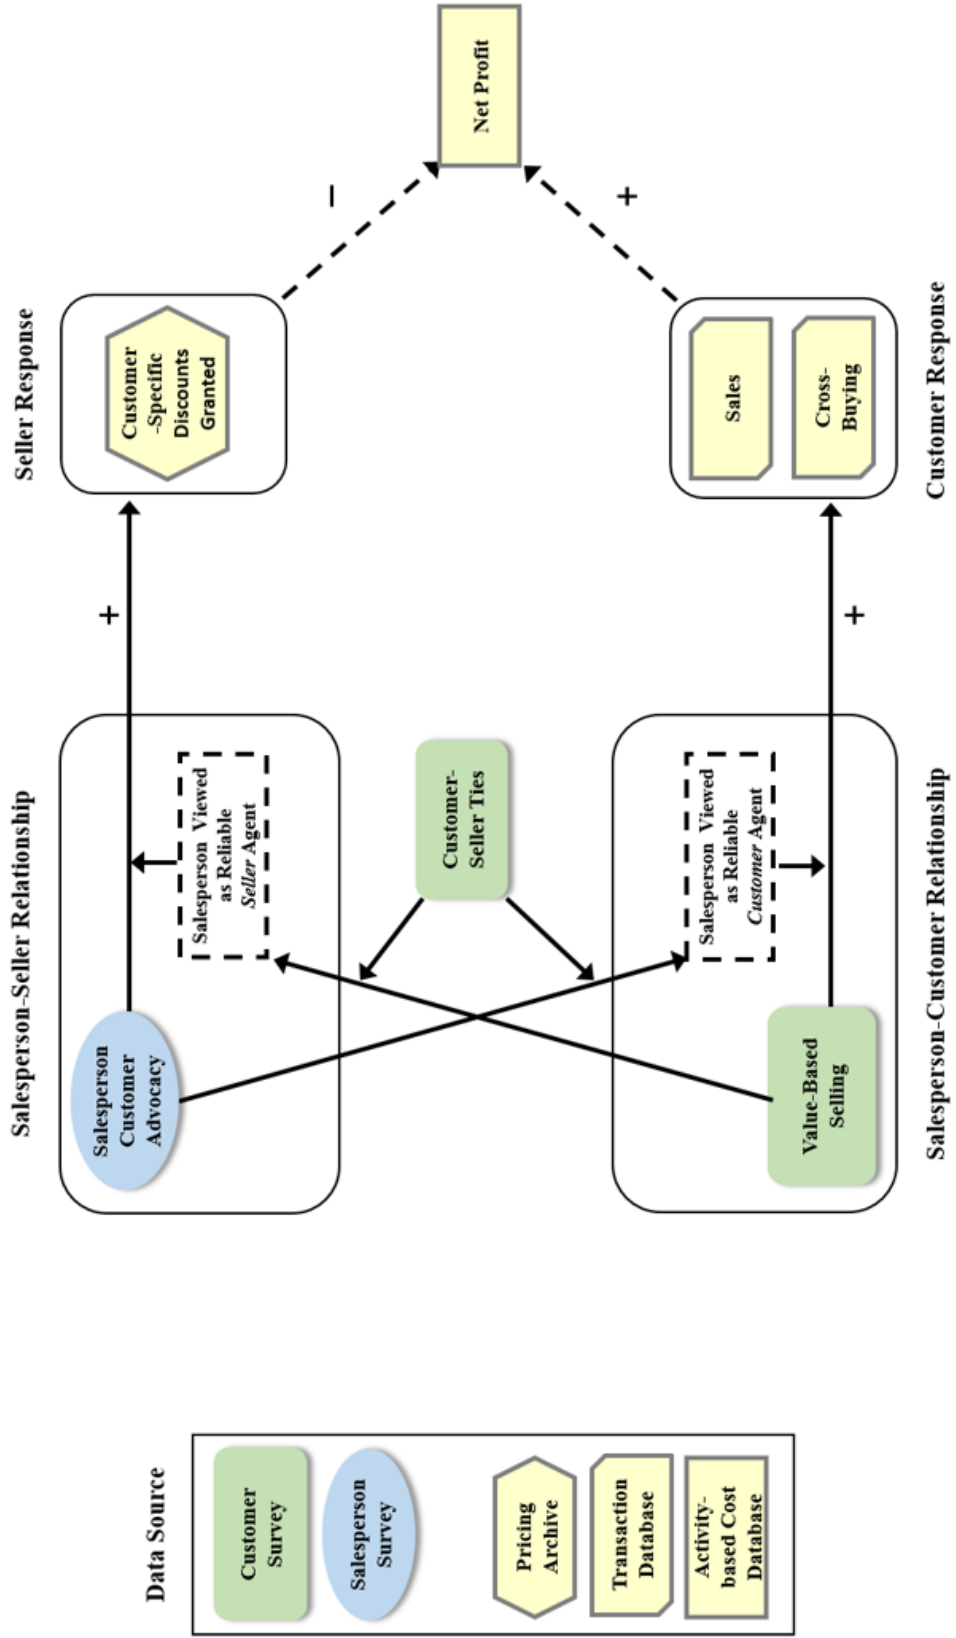 Data Source
Customer
Survey
Salesperson
Survey
Pricing
Archive
Transaction
Database
Activity-
based Cost
Database
Salesperson-Seller Relationship
Salesperson
Customer
Advocacy
Salesperson Viewed
as Reliable
Seller Agent
+
Seller Response
Customer
-Specific
Discounts
Granted
–
Customer-
Seller Ties
Net Profit
Salesperson Viewed
as Reliable
Customer Agent
Value-Based
Selling
Salesperson-Customer Relationship
+
Sales
Cross-
Buying
Customer Response
+